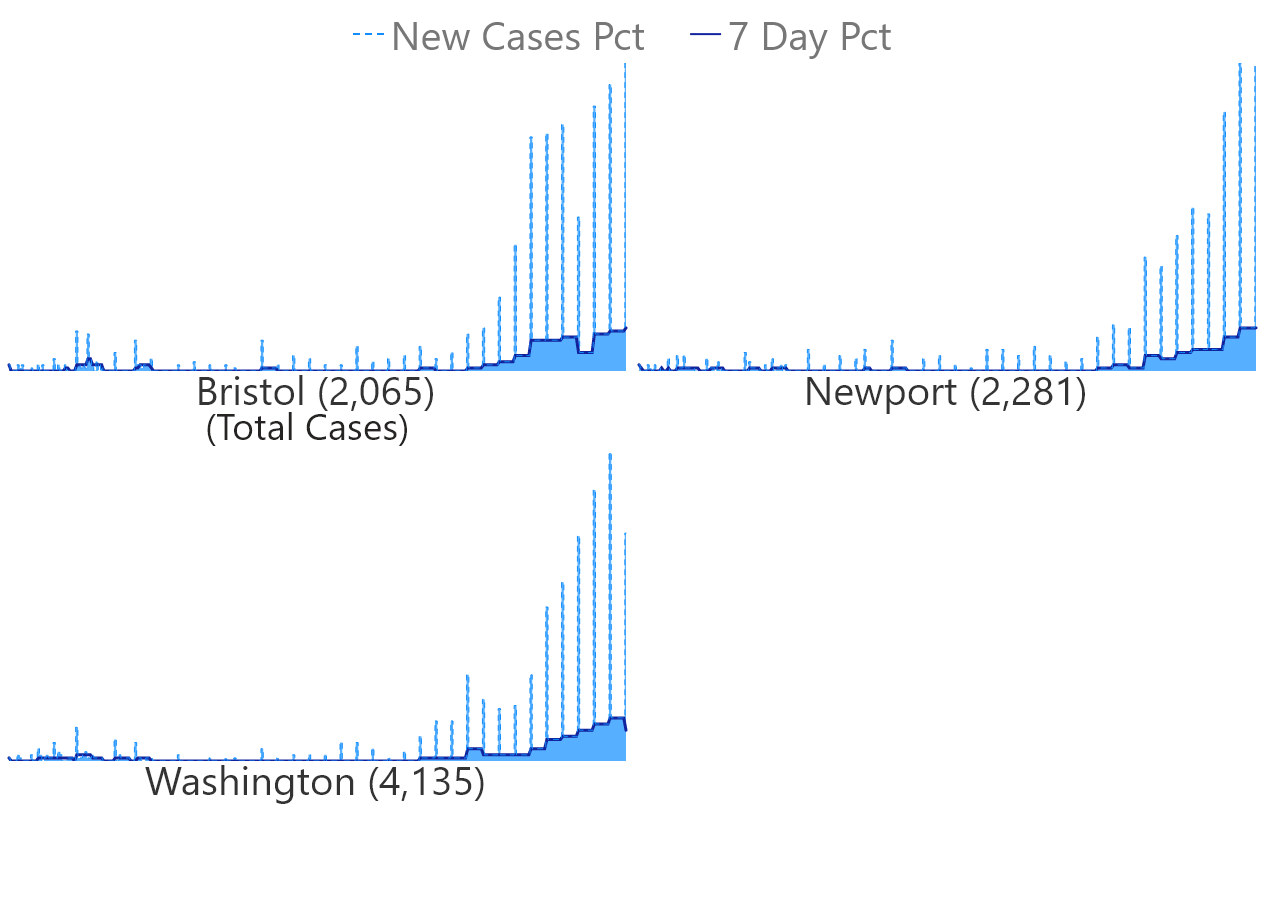 New Cases Pct 7 Day Pct
Bristol (2,065)
(Total Cases)
Newport (2,281)
Washington (4,135)